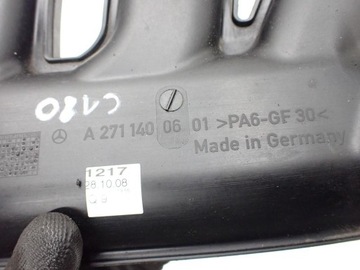 C180
A 271 140 06 01 >PA6-GF 30<
Made in Germany
1217
28.10.08